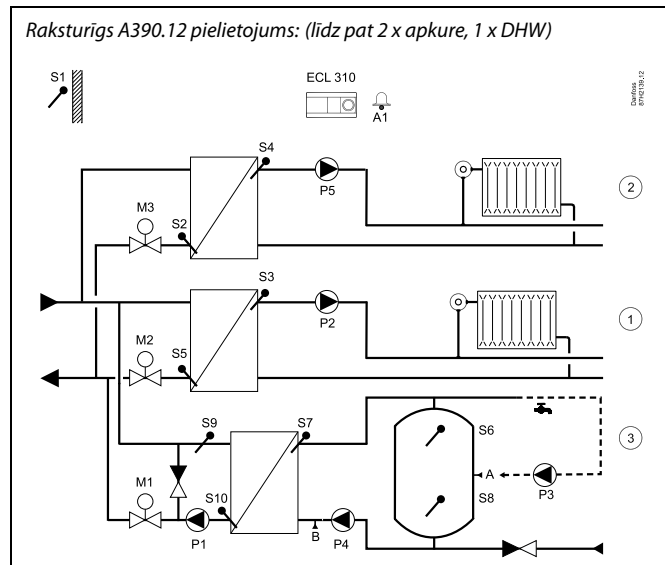 Raksturīgs A390.12 pielietojums: (līdz pat 2 x apkure, 1 x DHW)
S1
ECL 310
A1
Danfoss
87H2139.12
S4
P5
2
M3
S2
S3
P2
1
M2
S5
S9
S7
S6
3
A
P3
S8
M1
S10
P1
B
P4